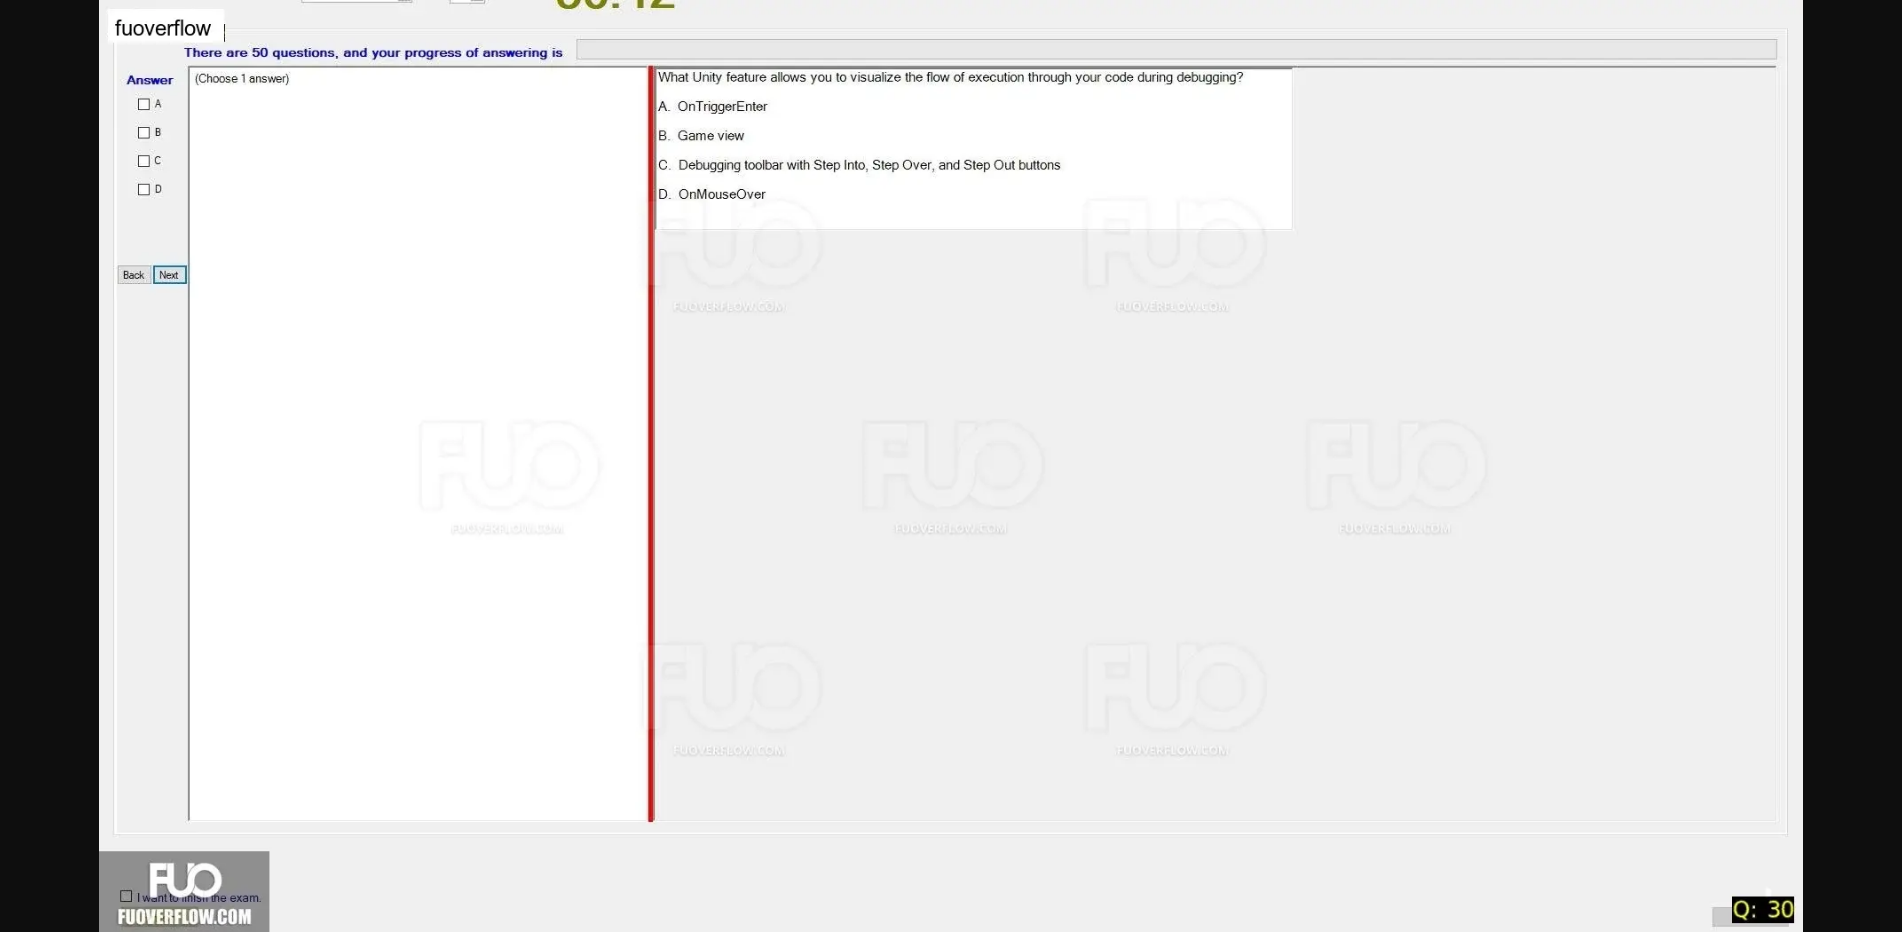 fuoverflow
There are 50 questions, and your progress of answering is
Answer
(Choose 1 answer)
A
B
C
D
Back
Next
What Unity feature allows you to visualize the flow of execution through your code during debugging?
A. OnTriggerEnter
B. Game view
C. Debugging toolbar with Step Into, Step Over, and Step Out buttons
D. OnMouseOver
FUO
FUOVERFLOW.COM
FUO
FUOVERFLOW.COM
FUO
FUOVERFLOW.COM
FUO
FUOVERFLOW.COM
FUO
FUOVERFLOW.COM
FUO
FUOVERFLOW.COM
FUO
FUOVERFLOW.COM
FUO
I want to finish the exam.
FUOVERFLOW.COM
Q: 30